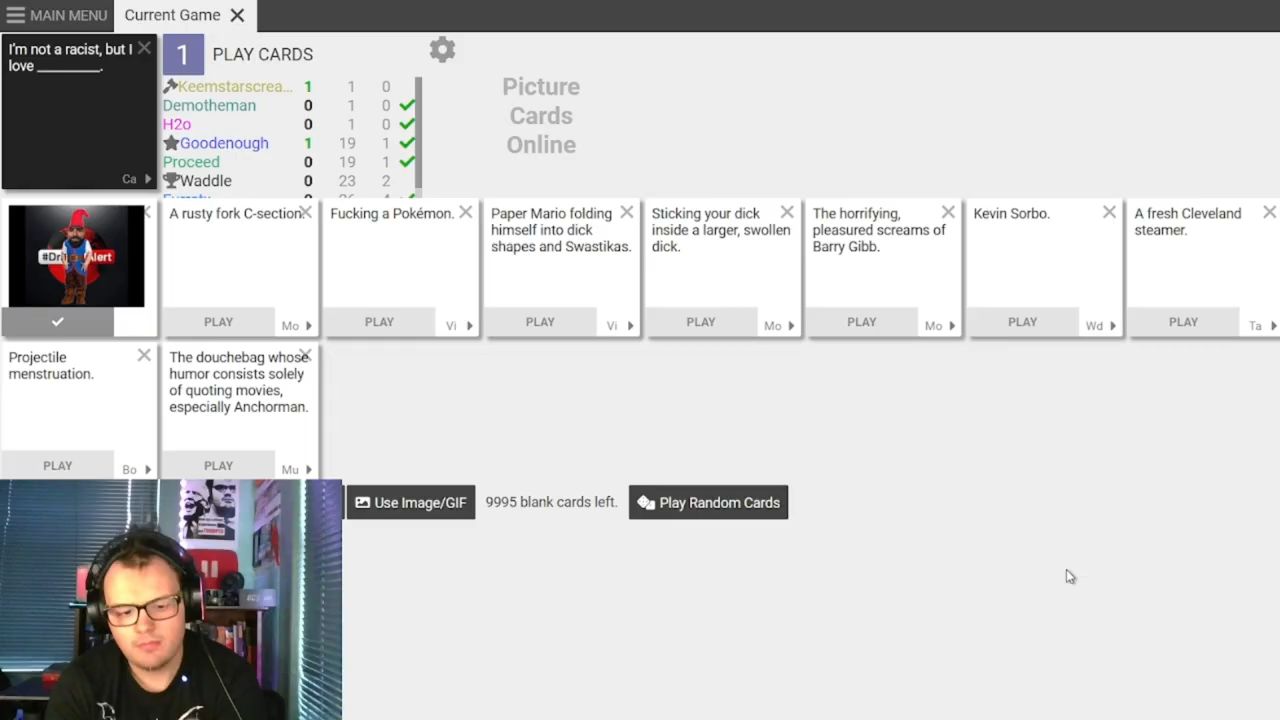 MAIN MENU
Current Game
I'm not a racist, but I
love _________.
Ca
1
PLAY CARDS
Keemstarscrea... 1 1 0
Demotheman 0 1 0
H2o 0 1 0
Goodenough 1 19 1
Proceed 0 19 1
Waddle 0 23 2
Picture
Cards
Online
A rusty fork C-section.
PLAY
Mo
Fucking a Pokémon.
PLAY
Vi
Paper Mario folding
himself into dick
shapes and Swastikas.
PLAY
Vi
Sticking your dick
inside a larger, swollen
dick.
PLAY
Mo
The horrifying,
pleasured screams of
Barry Gibb.
PLAY
Mo
Kevin Sorbo.
PLAY
Wd
A fresh Cleveland
steamer.
PLAY
Ta
Projectile
menstruation.
PLAY
Bo
The douchebag whose
humor consists solely
of quoting movies,
especially Anchorman.
PLAY
Mu
Use Image/GIF
9995 blank cards left.
Play Random Cards